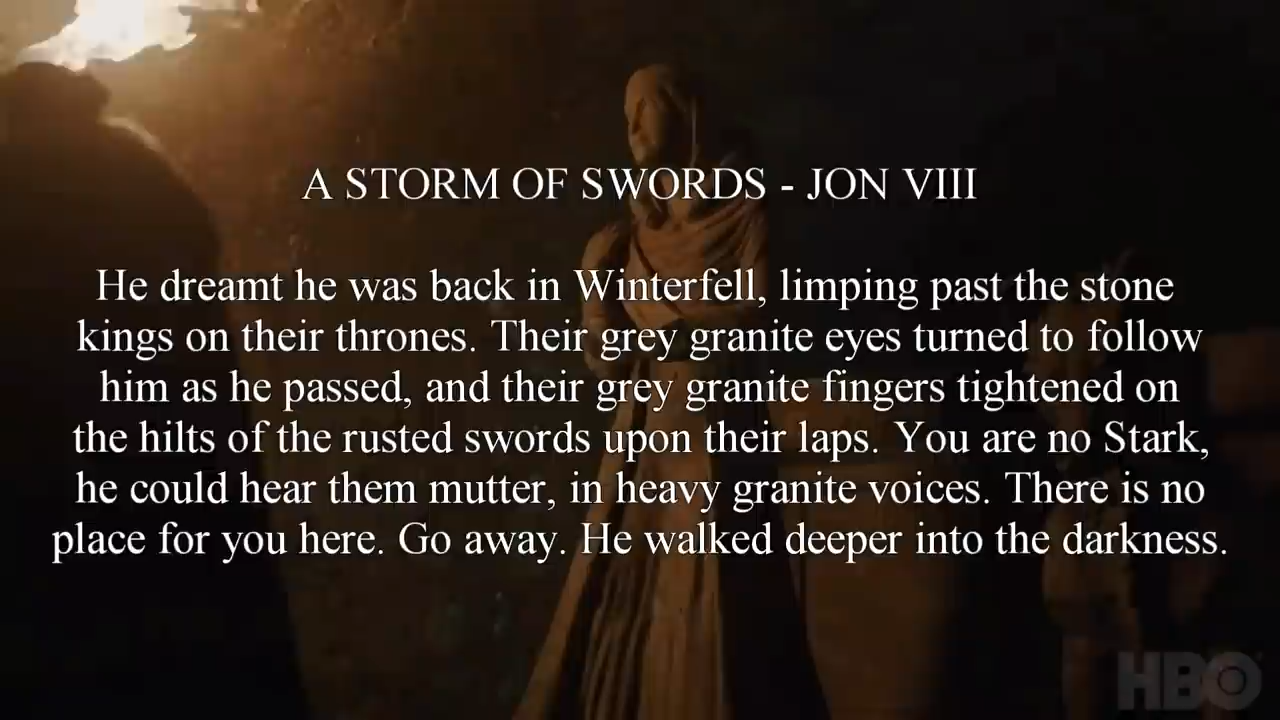 A STORM OF SWORDS - JON VIII
He dreamt he was back in Winterfell, limping past the stone
kings on their thrones. Their grey granite eyes turned to follow
him as he passed, and their grey granite fingers tightened on
the hilts of the rusted swords upon their laps. You are no Stark,
he could hear them mutter, in heavy granite voices. There is no
place for you here. Go away. He walked deeper into the darkness.
HBO